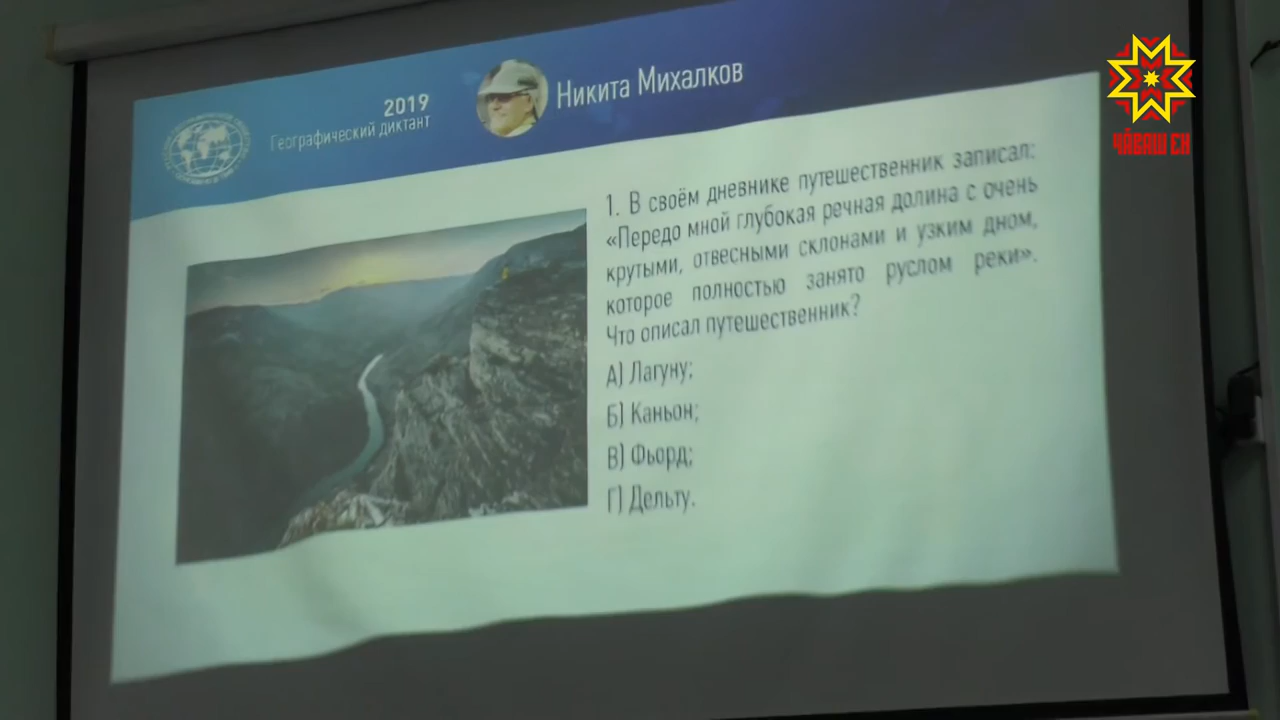 2019
Географический диктант
Никита Михалков
1. В своём дневнике путешественник записал:
«Передо мной глубокая речная долина с очень
крутыми, отвесными склонами и узким дном,
которое полностью занято руслом реки».
Что описал путешественник?
А) Лагуну;
Б) Каньон;
В) Фьорд;
Г) Дельту.
ЧӐВАШ ЕН